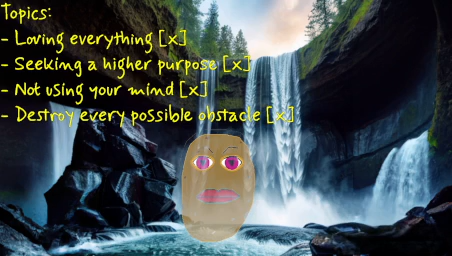 Topics:
- Loving everything [x]
- Seeking a higher purpose [x]
- Not using your mind [x]
- Destroy every possible obstacle [x]